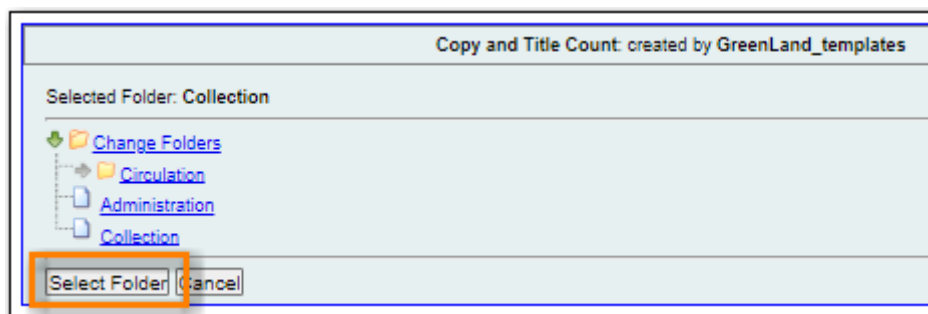 Copy and Title Count: created by GreenLand_templates
Selected Folder: Collection
Change Folders
Circulation
Administration
Collection
Select Folder Cancel